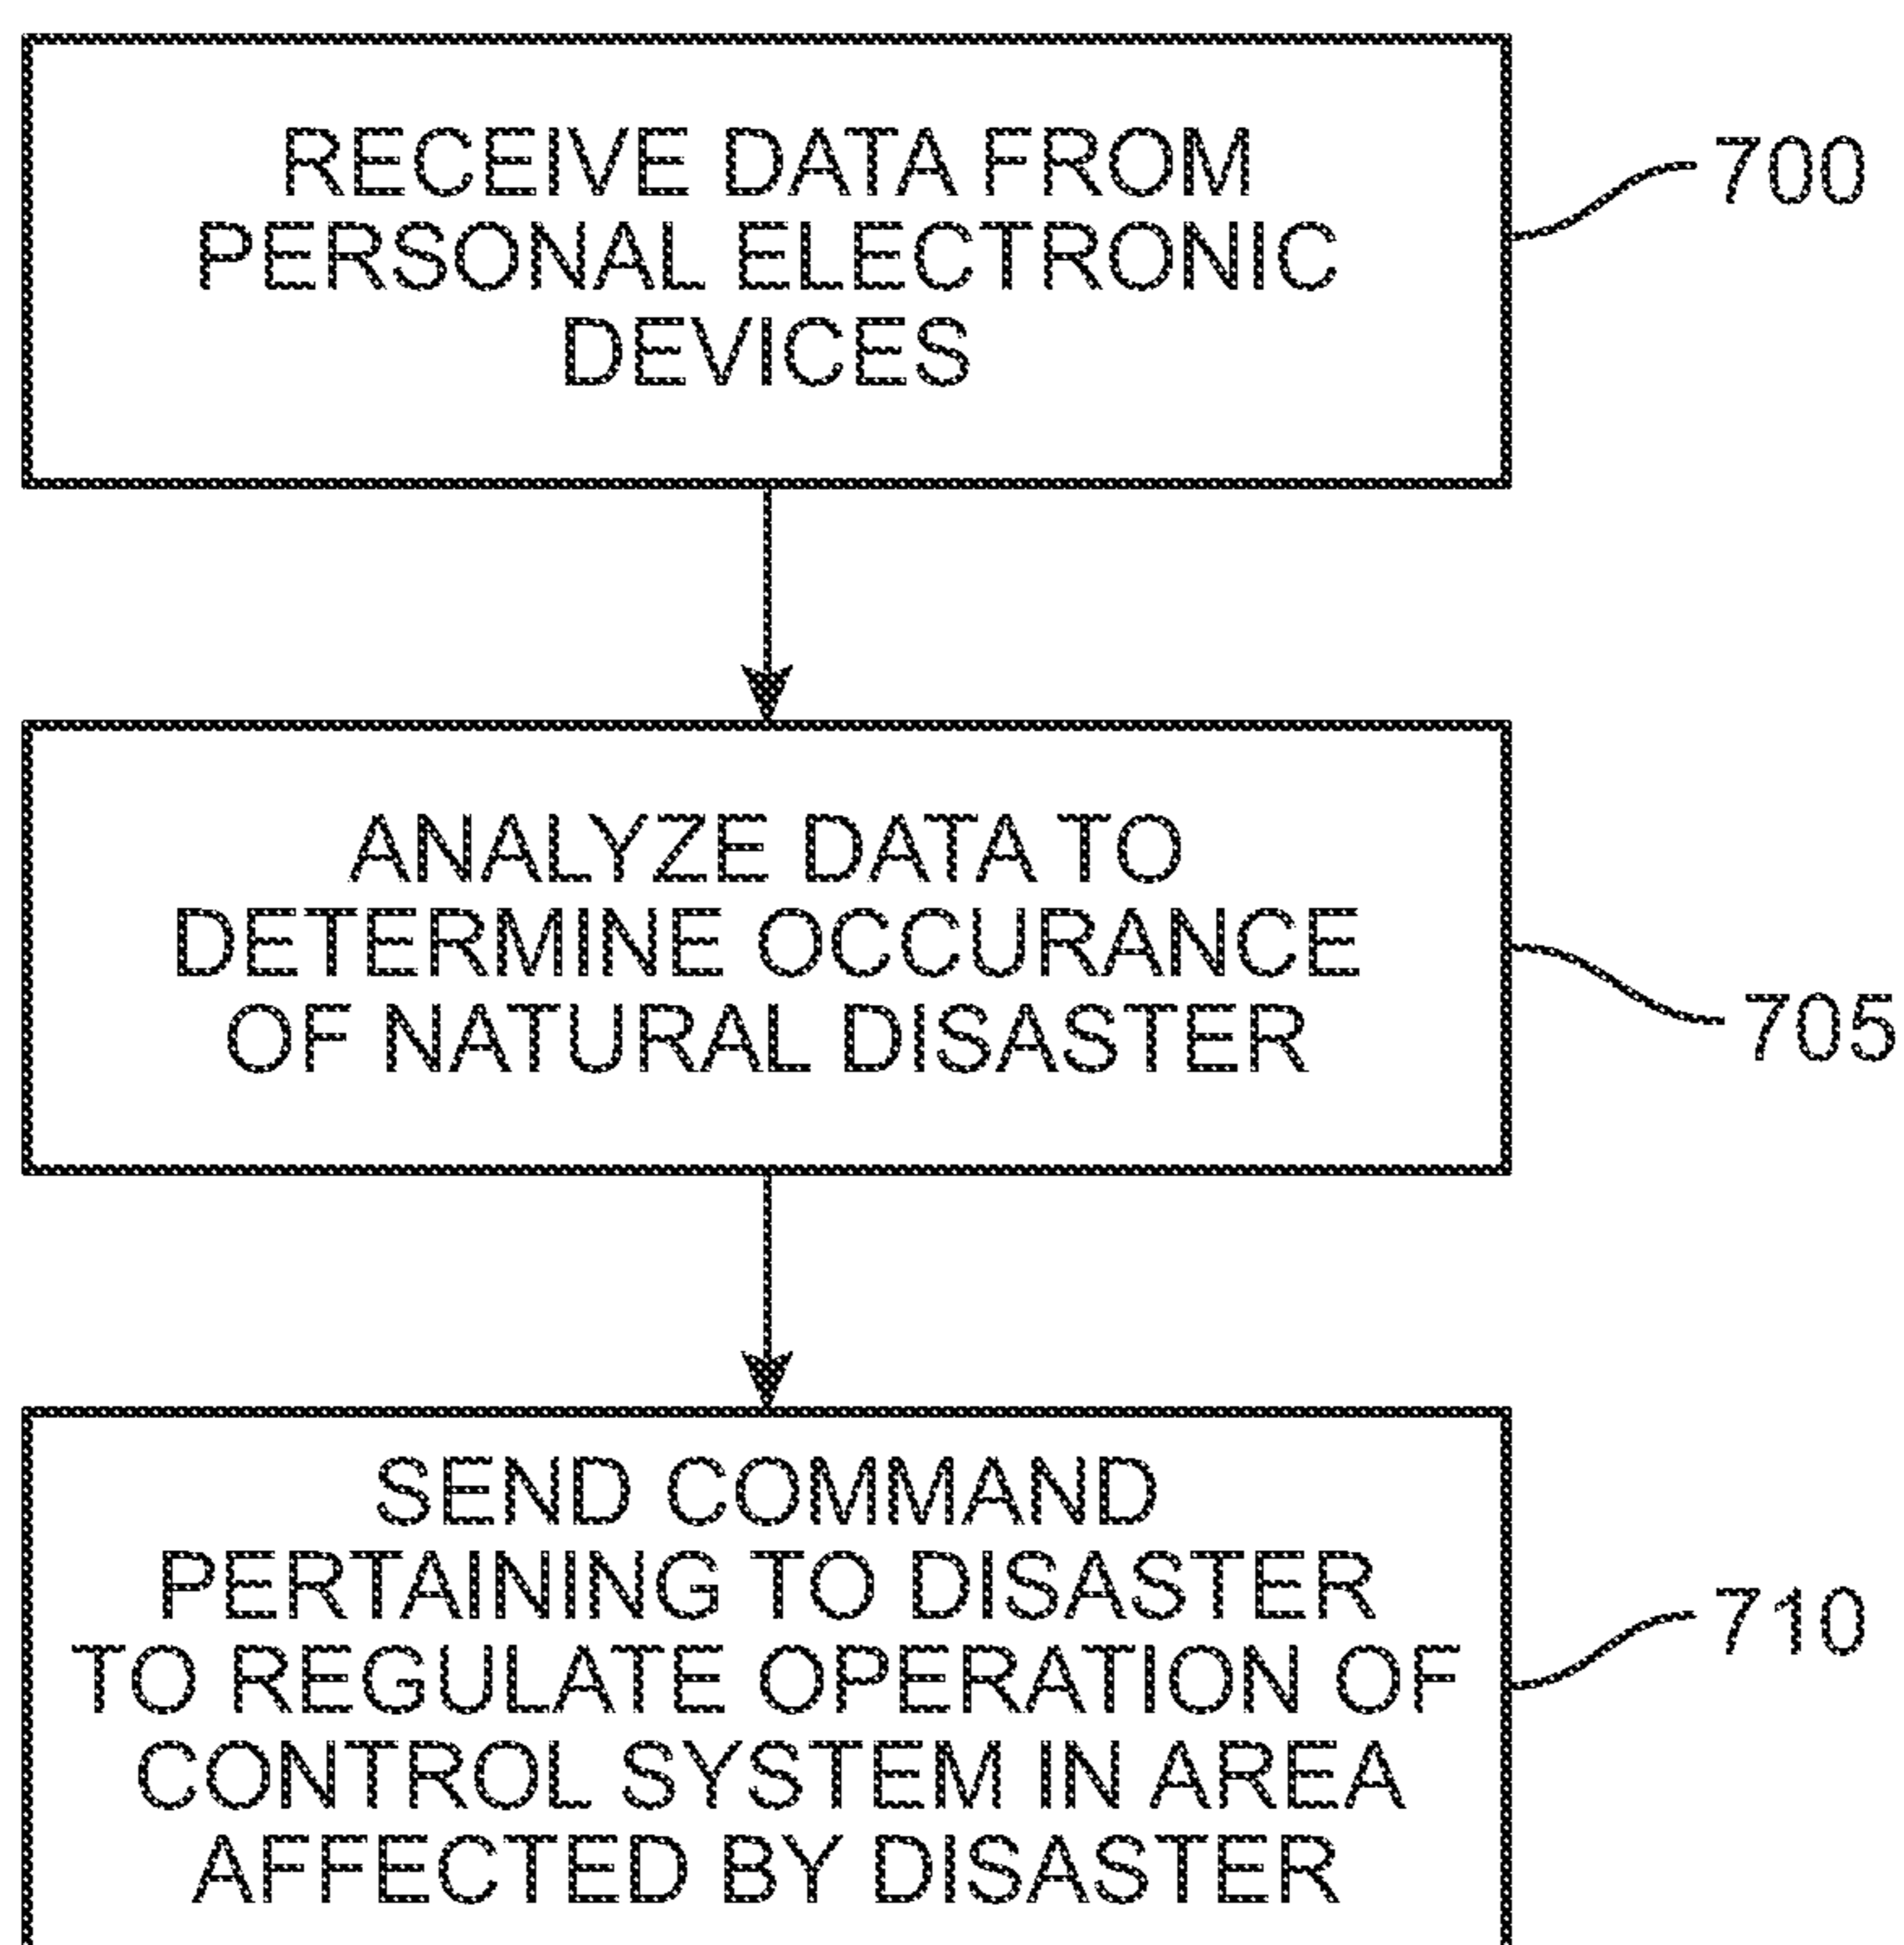 RECEIVE DATA FROM
PERSONAL ELECTRONIC
DEVICES
700
ANALYZE DATA TO
DETERMINE OCCURANCE
OF NATURAL DISASTER
705
SEND COMMAND
PERTAINING TO DISASTER
TO REGULATE OPERATION OF
CONTROL SYSTEM IN AREA
AFFECTED BY DISASTER
710